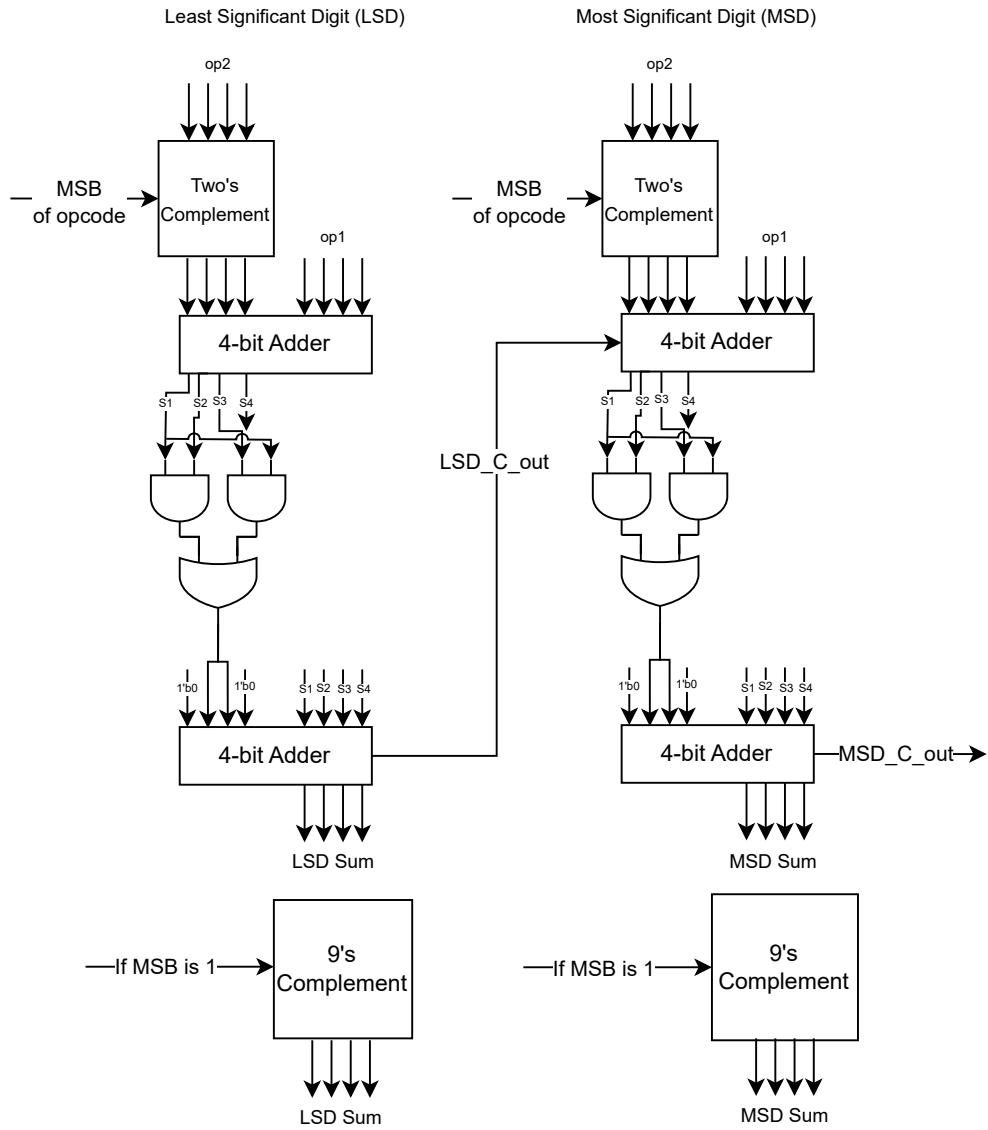 Least Significant Digit (LSD)
Most Significant Digit (MSD)
op2
op2
MSB
of opcode
Two's
Complement
MSB
of opcode
Two's
Complement
op1
op1
4-bit Adder
4-bit Adder
S1 S2 S3 S4
S1 S2 S3 S4
LSD_C_out
1'b0 1'b0 S1 S2 S3 S4
1'b0 1'b0 S1 S2 S3 S4
4-bit Adder
4-bit Adder
MSD_C_out
LSD Sum
MSD Sum
If MSB is 1
9's
Complement
If MSB is 1
9's
Complement
LSD Sum
MSD Sum